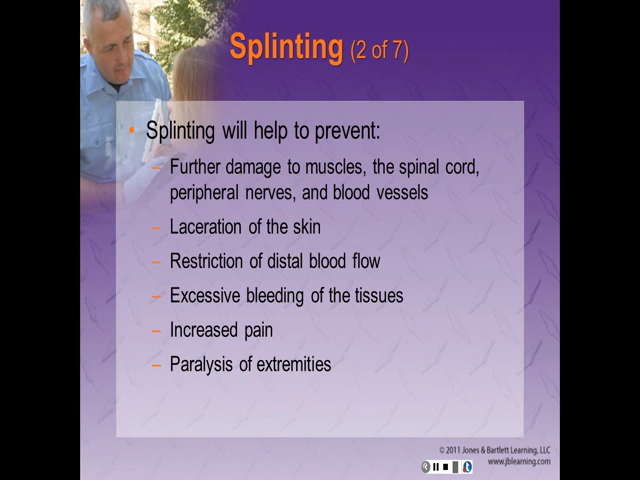 Splinting (2 of 7)
• Splinting will help to prevent:
– Further damage to muscles, the spinal cord,
peripheral nerves, and blood vessels
– Laceration of the skin
– Restriction of distal blood flow
– Excessive bleeding of the tissues
– Increased pain
– Paralysis of extremities
© 2011 Jones & Bartlett Learning, LLC
www.jblearning.com